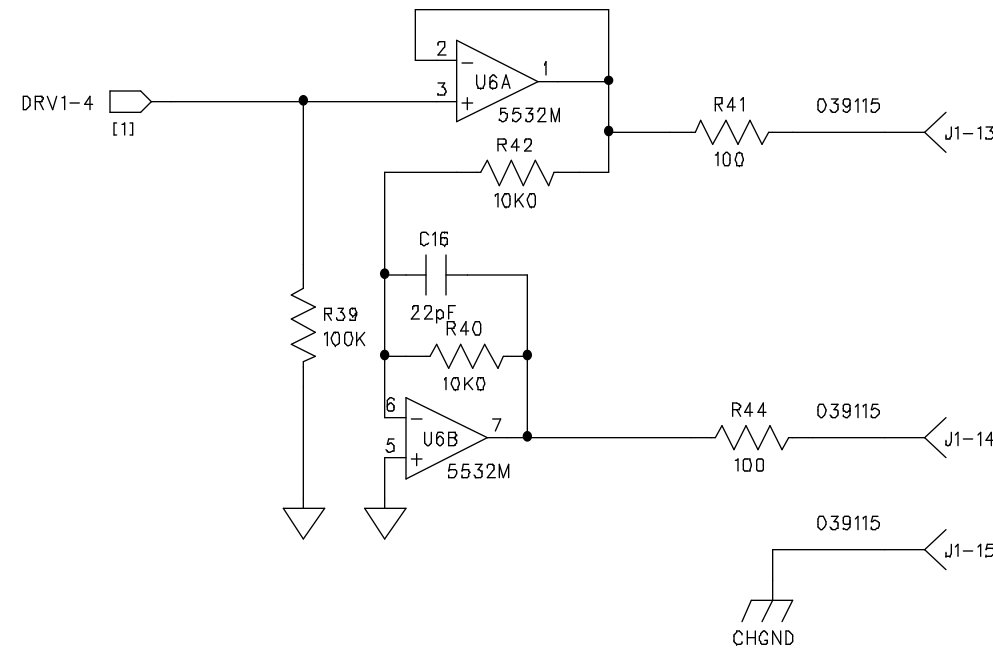 2
1
U6A
DRV1-4
3
[1]
5532M
R41
039115
J1-13
100
R42
10K0
C16
22pF
R39
100K
R40
10K0
6
7
U6B
5
5532M
R44
039115
J1-14
100
039115
J1-15
CHGND